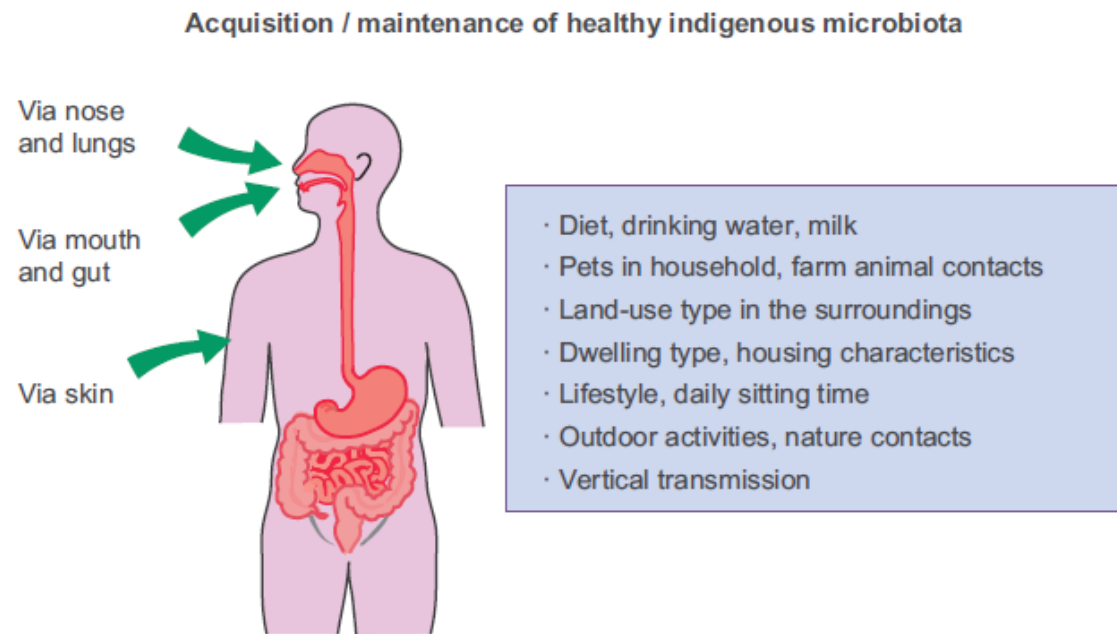 Acquisition / maintenance of healthy indigenous microbiota
Via nose
and lungs
Via mouth
and gut
Via skin
· Diet, drinking water, milk
· Pets in household, farm animal contacts
· Land-use type in the surroundings
· Dwelling type, housing characteristics
· Lifestyle, daily sitting time
· Outdoor activities, nature contacts
· Vertical transmission